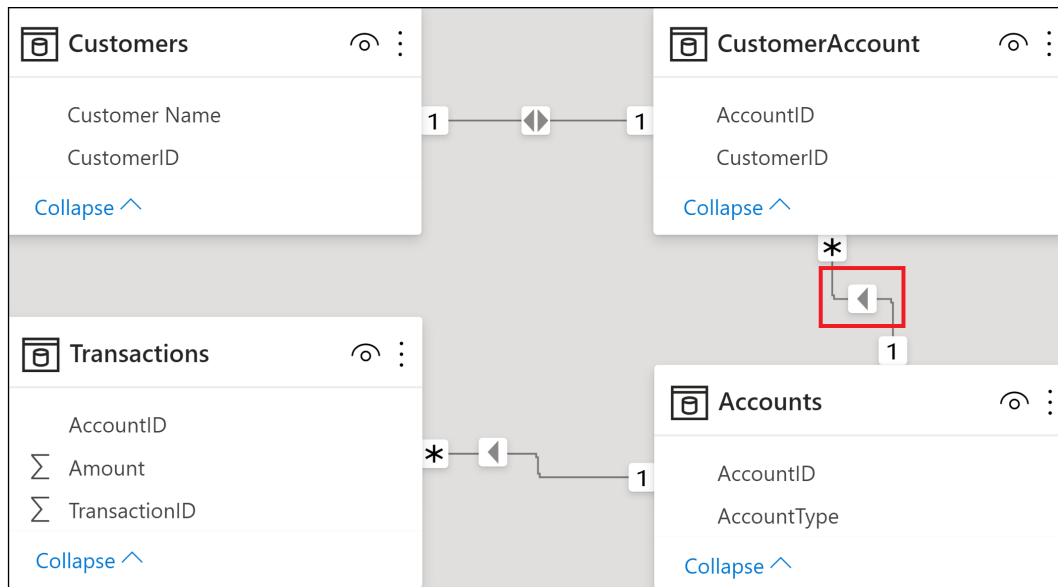 Customers
Customer Name
CustomerID
Collapse
1
1
CustomerAccount
AccountID
CustomerID
Collapse
*
1
Transactions
AccountID
Σ Amount
Σ TransactionID
Collapse
*
1
Accounts
AccountID
AccountType
Collapse